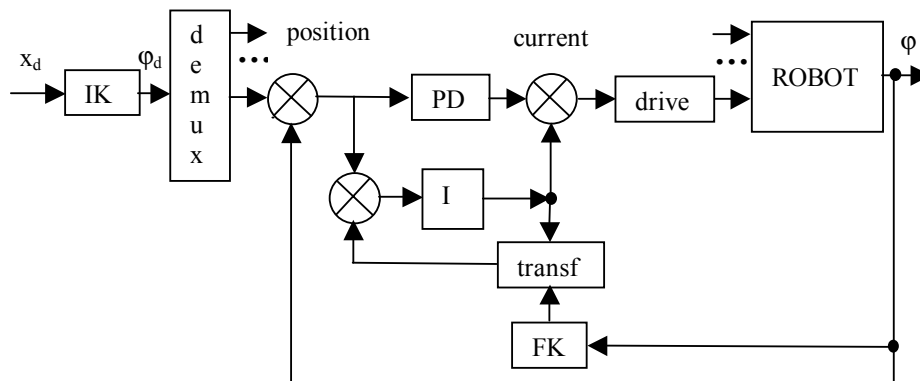 x_d
IK
φ_d
d
e
m
u
x
position
PD
current
drive
ROBOT
φ
I
transf
FK